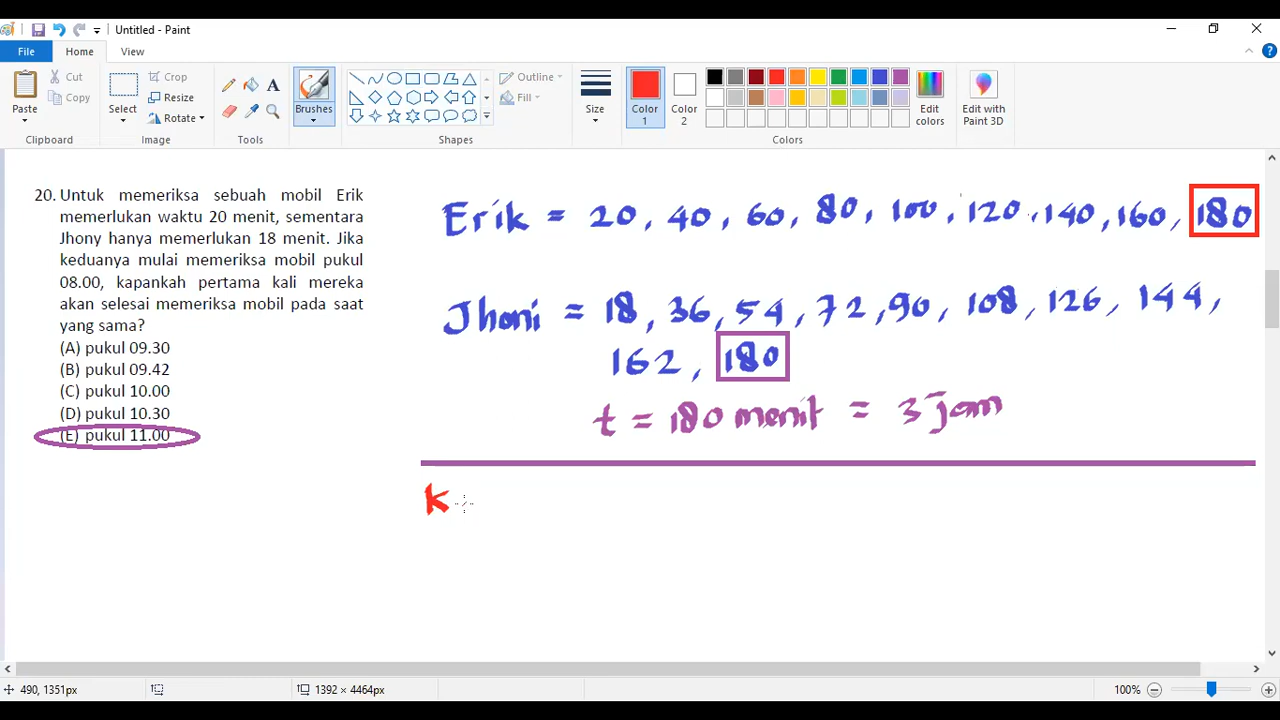 Untitled - Paint
File Home View
Paste
Cut
Copy
Clipboard
Select
Crop
Resize
Rotate
Image
Tools
Brushes
Shapes
Outline
Fill
Size
Color 1
Color 2
Edit colors
Edit with Paint 3D
Colors
20. Untuk memeriksa sebuah mobil Erik
memerlukan waktu 20 menit, sementara
Jhony hanya memerlukan 18 menit. Jika
keduanya mulai memeriksa mobil pukul
08.00, kapankah pertama kali mereka
akan selesai memeriksa mobil pada saat
yang sama?
(A) pukul 09.30
(B) pukul 09.42
(C) pukul 10.00
(D) pukul 10.30
(E) pukul 11.00
Erik = 20, 40, 60, 80, 100, 120, 140, 160, 180
Jhoni = 18, 36, 54, 72, 90, 108, 126, 144,
162, 180
t = 180 menit = 3 jam
K
490, 1351px
1392 × 4464px
100%